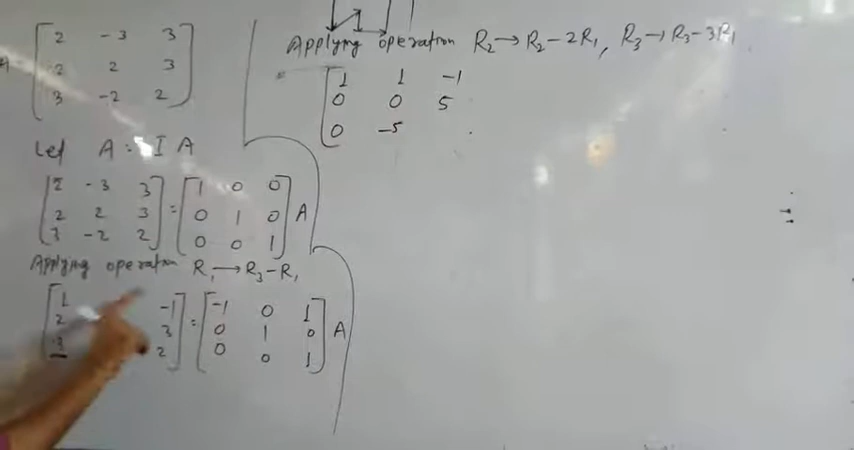 A = [ 2 -3 3
2 2 3
3 -2 2 ]
Let A = I A
[ 2 -3 3
2 2 3
3 -2 2 ] = [ 1 0 0
0 1 0
0 0 1 ] A
Applying operation R₁ → R₃ - R₁
[ 1 -1
2 3
3 2 ] = [ -1 0 1
0 1 0
0 0 1 ] A
Applying operation R₂ → R₂ - 2R₁, R₃ → R₃ - 3R₁
= [ 1 1 -1
0 0 5
0 -5